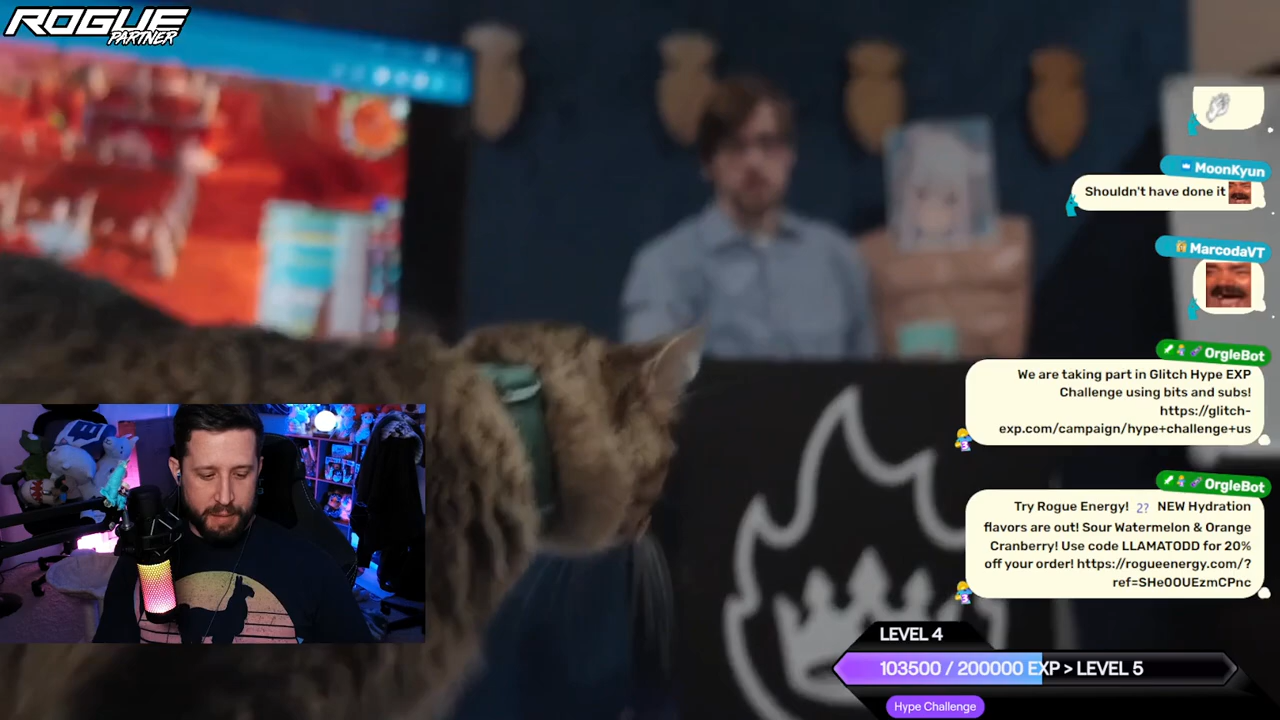 ROGUE
PARTNER
MoonKyun
Shouldn't have done it
MarcodaVT
OrgleBot
We are taking part in Glitch Hype EXP
Challenge using bits and subs!
https://glitch-
exp.com/campaign/hype+challenge+us
OrgleBot
Try Rogue Energy! 2? NEW Hydration
flavors are out! Sour Watermelon & Orange
Cranberry! Use code LLAMATODD for 20%
off your order! https://rogueenergy.com/?
ref=SHe00UEzmCPnc
LEVEL 4
103500 / 200000 EXP > LEVEL 5
Hype Challenge